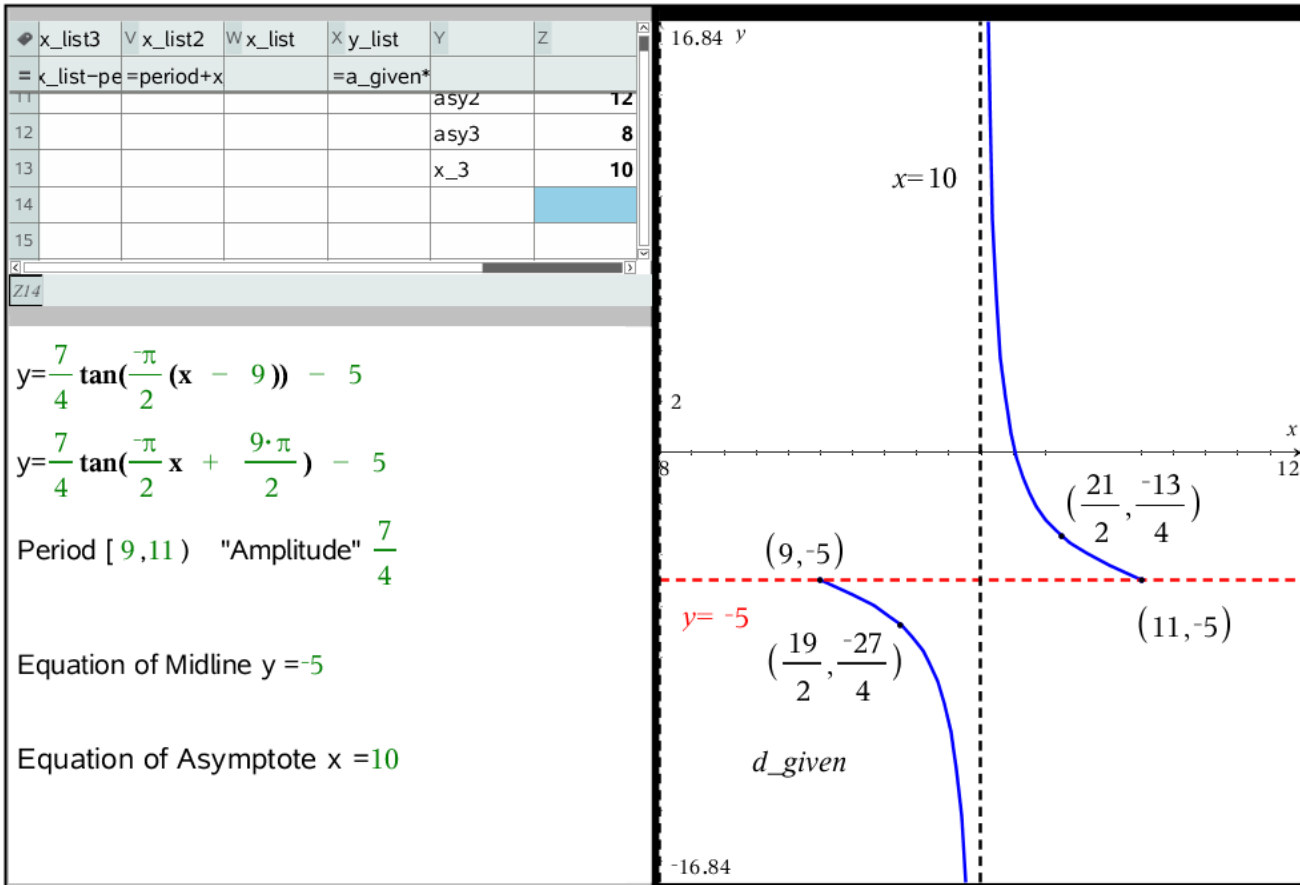 x_list3 V x_list2 W x_list X y_list Y Z
= x_list−pe =period+x =a_given*
11 asy2 12
12 asy3 8
13 x_3 10
14
15
Z14
y=7/4 tan(⁻π/2 (x − 9)) − 5
y=7/4 tan(⁻π/2 x + 9·π/2) − 5
Period [ 9 ,11 ) "Amplitude" 7/4
Equation of Midline y =⁻5
Equation of Asymptote x =10
16.84 y
x=10
2
x
8
12
(21/2, ⁻13/4)
(9,⁻5)
y= ⁻5
(11,⁻5)
(19/2, ⁻27/4)
d_given
⁻16.84